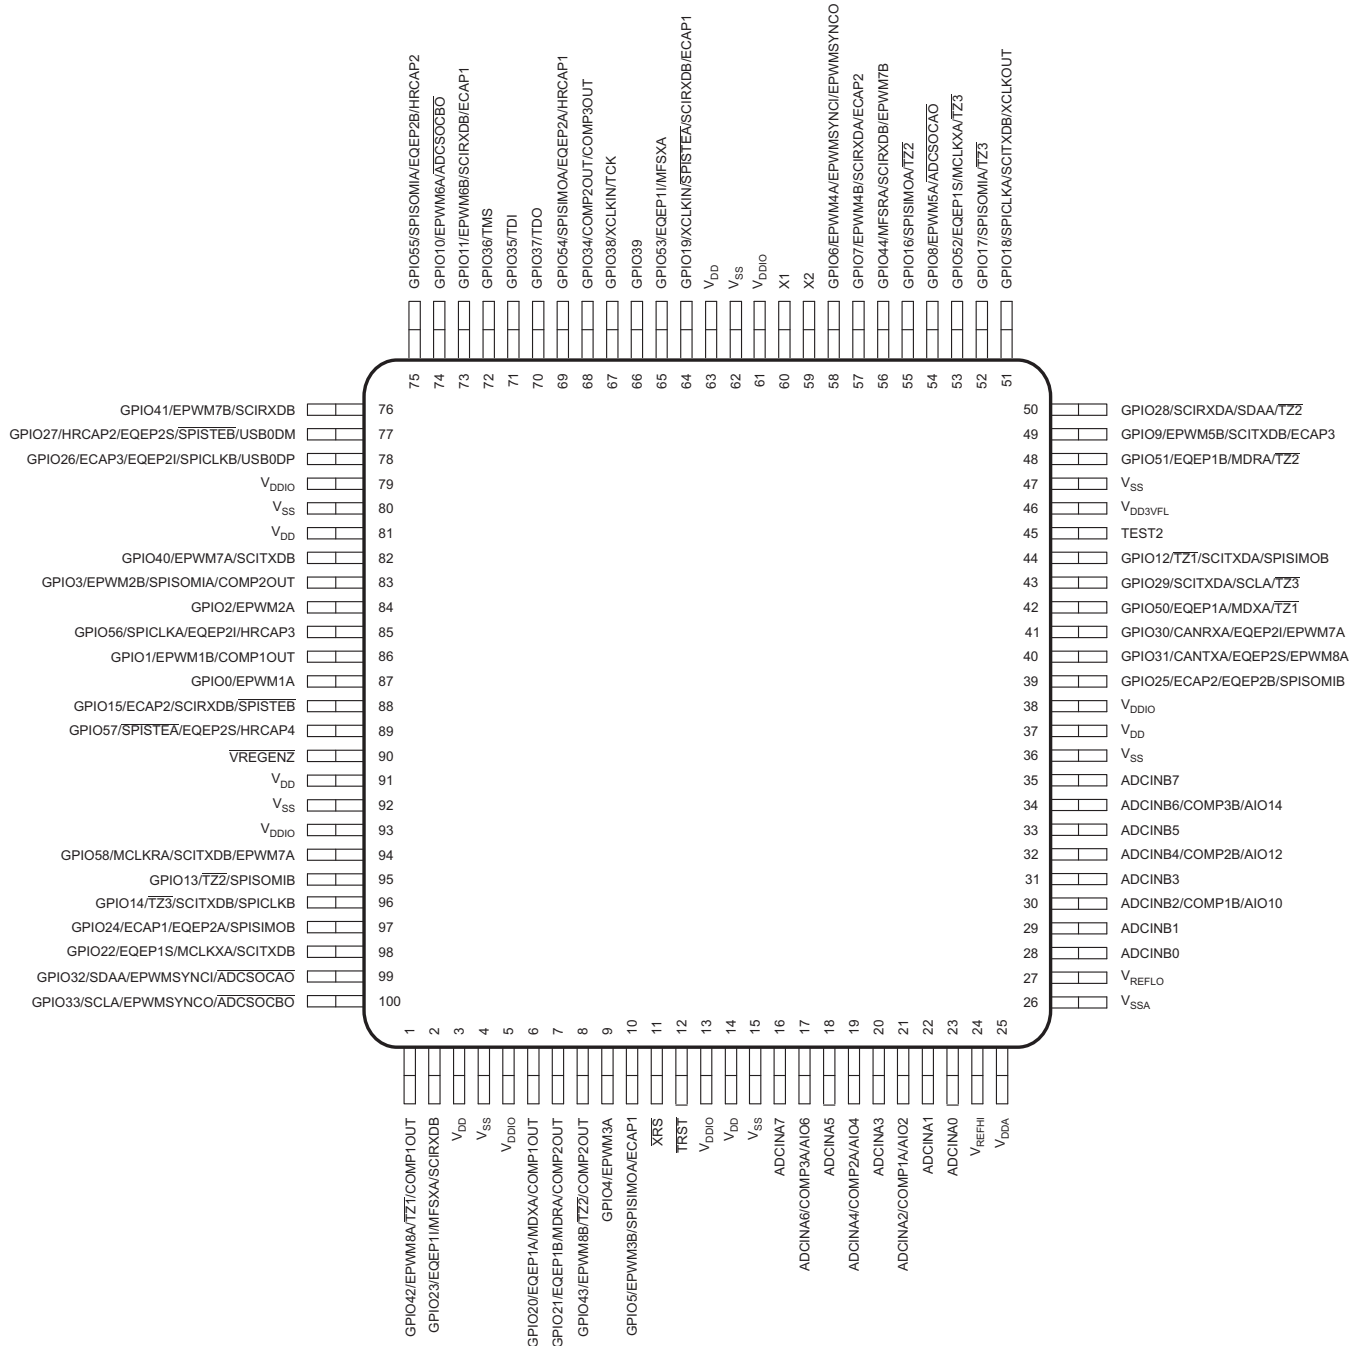 GPIO55/SPISOMIA/EQEP2B/HRCAP2
GPIO10/EPWM6A/ADCSOCBO
GPIO11/EPWM6B/SCIRXDB/ECAP1
GPIO36/TMS
GPIO35/TDI
GPIO37/TDO
GPIO54/SPISIMOA/EQEP2A/HRCAP1
GPIO34/COMP2OUT/COMP3OUT
GPIO38/XCLKIN/TCK
GPIO39
GPIO53/EQEP1I/MFSXA
GPIO19/XCLKIN/SPISTEA/SCIRXDB/ECAP1
VDD
VSS
VDDIO
X1
X2
GPIO6/EPWM4A/EPWMSYNCI/EPWMSYNCO
GPIO7/EPWM4B/SCIRXDA/ECAP2
GPIO44/MFSRA/SCIRXDB/EPWM7B
GPIO16/SPISIMOA/TZ2
GPIO8/EPWM5A/ADCSOCAO
GPIO52/EQEP1S/MCLKXA/TZ3
GPIO17/SPISOMIA/TZ3
GPIO18/SPICLKA/SCITXDB/XCLKOUT
75 74 73 72 71 70 69 68 67 66 65 64 63 62 61 60 59 58 57 56 55 54 53 52 51
GPIO41/EPWM7B/SCIRXDB 76
GPIO27/HRCAP2/EQEP2S/SPISTEB/USB0DM 77
GPIO26/ECAP3/EQEP2I/SPICLKB/USB0DP 78
VDDIO 79
VSS 80
VDD 81
GPIO40/EPWM7A/SCITXDB 82
GPIO3/EPWM2B/SPISOMIA/COMP2OUT 83
GPIO2/EPWM2A 84
GPIO56/SPICLKA/EQEP2I/HRCAP3 85
GPIO1/EPWM1B/COMP1OUT 86
GPIO0/EPWM1A 87
GPIO15/ECAP2/SCIRXDB/SPISTEB 88
GPIO57/SPISTEA/EQEP2S/HRCAP4 89
VREGENZ 90
VDD 91
VSS 92
VDDIO 93
GPIO58/MCLKRA/SCITXDB/EPWM7A 94
GPIO13/TZ2/SPISOMIB 95
GPIO14/TZ3/SCITXDB/SPICLKB 96
GPIO24/ECAP1/EQEP2A/SPISIMOB 97
GPIO22/EQEP1S/MCLKXA/SCITXDB 98
GPIO32/SDAA/EPWMSYNCI/ADCSOCAO 99
GPIO33/SCLA/EPWMSYNCO/ADCSOCBO 100
50 GPIO28/SCIRXDA/SDAA/TZ2
49 GPIO9/EPWM5B/SCITXDB/ECAP3
48 GPIO51/EQEP1B/MDRA/TZ2
47 VSS
46 VDD3VFL
45 TEST2
44 GPIO12/TZ1/SCITXDA/SPISIMOB
43 GPIO29/SCITXDA/SCLA/TZ3
42 GPIO50/EQEP1A/MDXA/TZ1
41 GPIO30/CANRXA/EQEP2I/EPWM7A
40 GPIO31/CANTXA/EQEP2S/EPWM8A
39 GPIO25/ECAP2/EQEP2B/SPISOMIB
38 VDDIO
37 VDD
36 VSS
35 ADCINB7
34 ADCINB6/COMP3B/AIO14
33 ADCINB5
32 ADCINB4/COMP2B/AIO12
31 ADCINB3
30 ADCINB2/COMP1B/AIO10
29 ADCINB1
28 ADCINB0
27 VREFLO
26 VSSA
1 2 3 4 5 6 7 8 9 10 11 12 13 14 15 16 17 18 19 20 21 22 23 24 25
GPIO42/EPWM8A/TZ1/COMP1OUT
GPIO23/EQEP1I/MFSXA/SCIRXDB
VDD
VSS
VDDIO
GPIO20/EQEP1A/MDXA/COMP1OUT
GPIO21/EQEP1B/MDRA/COMP2OUT
GPIO43/EPWM8B/TZ2/COMP2OUT
GPIO4/EPWM3A
GPIO5/EPWM3B/SPISIMOA/ECAP1
XRS
TRST
VDDIO
VDD
VSS
ADCINA7
ADCINA6/COMP3A/AIO6
ADCINA5
ADCINA4/COMP2A/AIO4
ADCINA3
ADCINA2/COMP1A/AIO2
ADCINA1
ADCINA0
VREFHI
VDDA